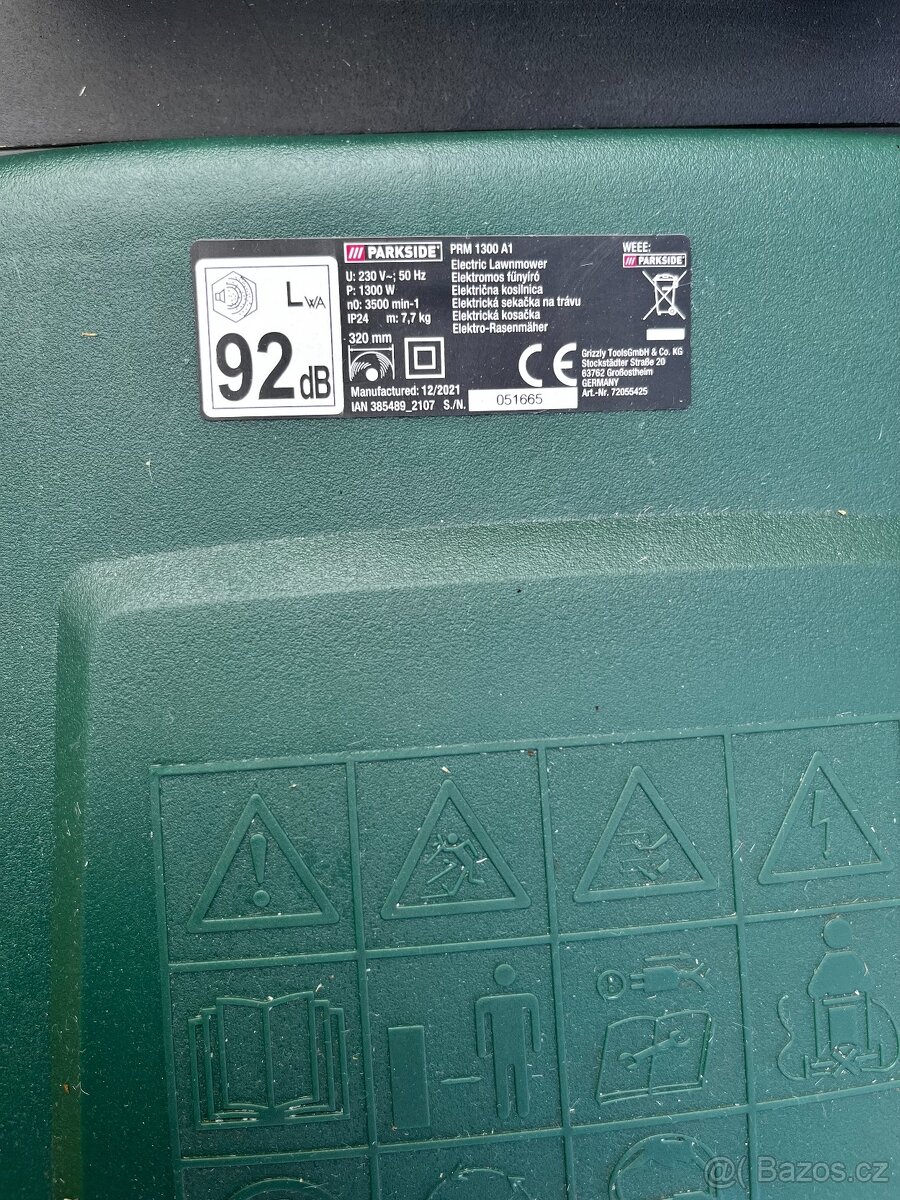 92 dB
LWA
/// PARKSIDE®
U: 230 V~; 50 Hz
P: 1300 W
n0: 3500 min-1
IP24 m: 7,7 kg
320 mm
Manufactured: 12/2021
IAN 385489_2107 S./N. 051665
PRM 1300 A1
Electric Lawnmower
Elektromos fűnyíró
Električna kosilnica
Elektrická sekačka na trávu
Elektrická kosačka
Elektro-Rasenmäher
CE
WEEE:
/// PARKSIDE®
Grizzly ToolsGmbH & Co. KG
Stockstädter Straße 20
63762 Großostheim
GERMANY
Art.-Nr. 72055425
@( Bazos.cz